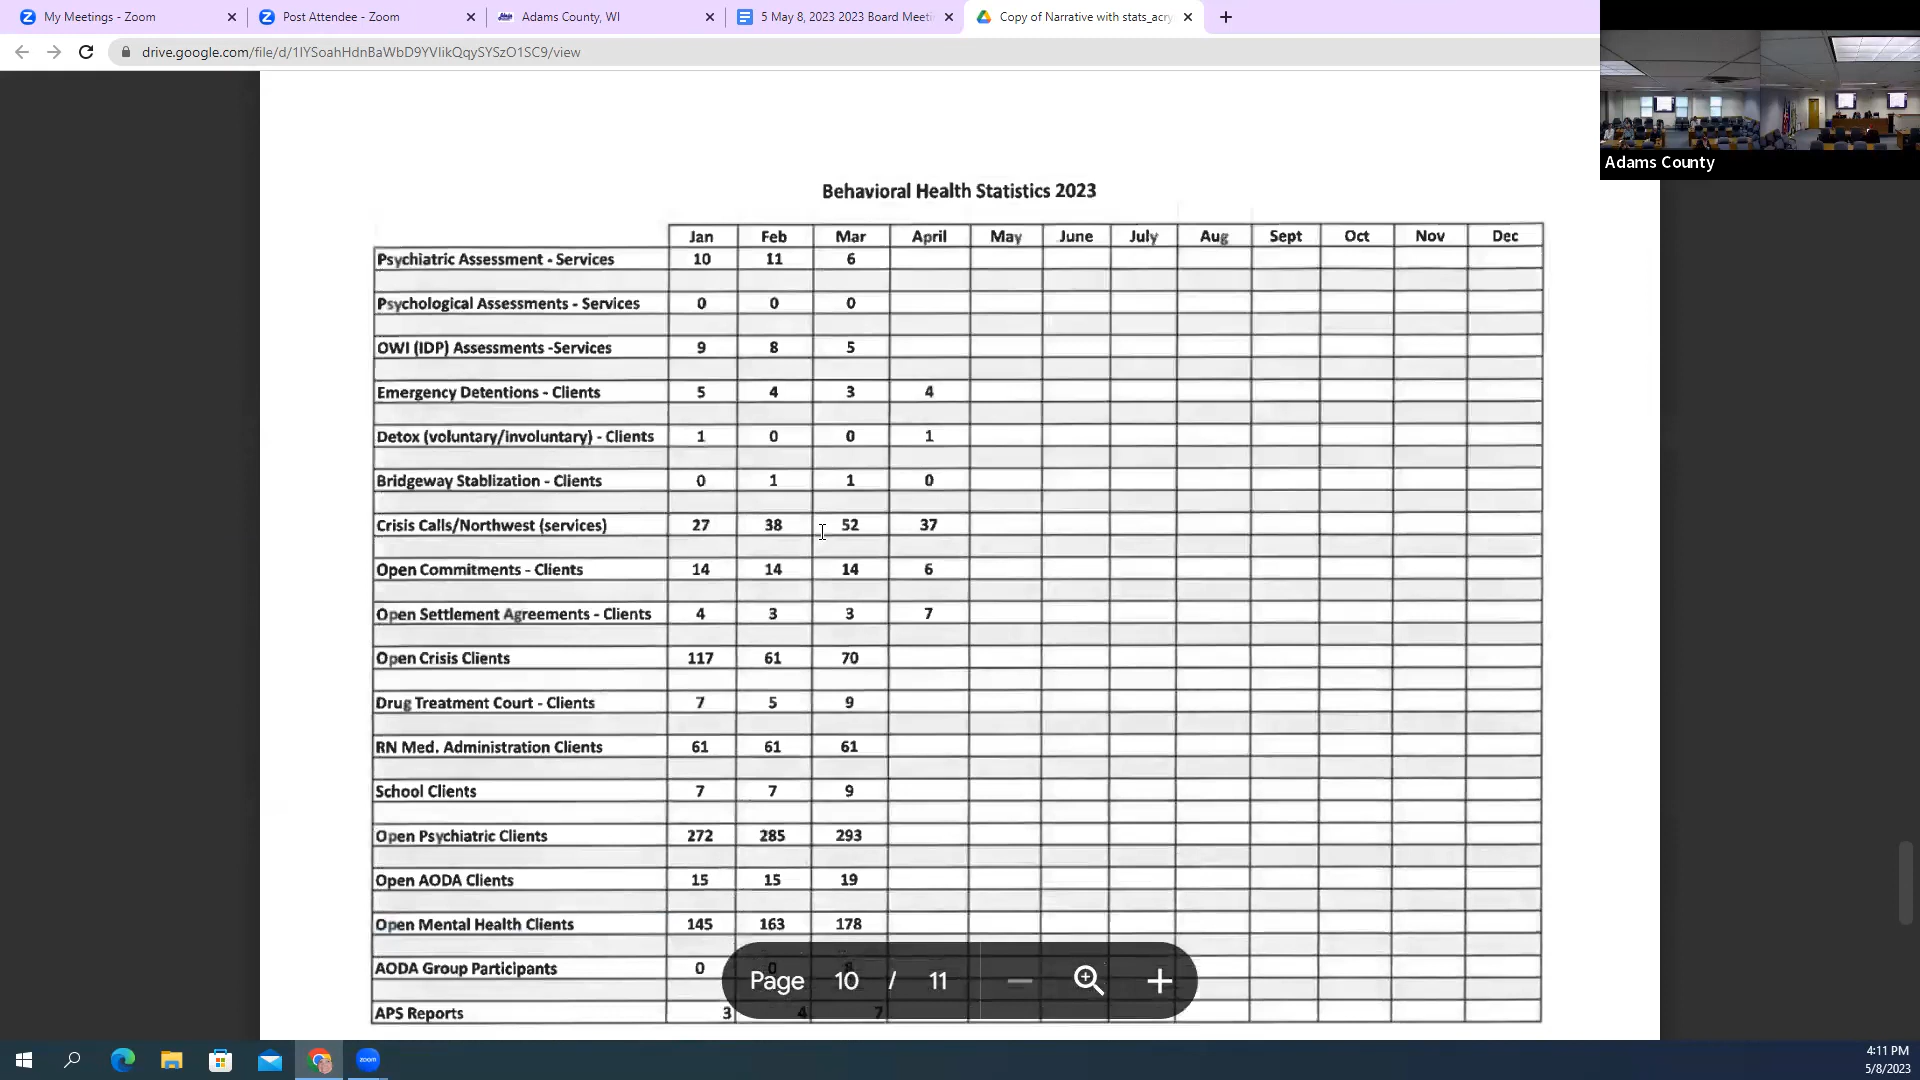 My Meetings - Zoom
Post Attendee - Zoom
Adams County, WI
5 May 8, 2023 2023 Board Meeti
Copy of Narrative with stats_acry
drive.google.com/file/d/1IYSoahHdnBaWbD9YVlikQqySYSzO1SC9/view
Adams County
Behavioral Health Statistics 2023
Jan Feb Mar April May June July Aug Sept Oct Nov Dec
Psychiatric Assessment - Services 10 11 6
Psychological Assessments - Services 0 0 0
OWI (IDP) Assessments -Services 9 8 5
Emergency Detentions - Clients 5 4 3 4
Detox (voluntary/involuntary) - Clients 1 0 0 1
Bridgeway Stablization - Clients 0 1 1 0
Crisis Calls/Northwest (services) 27 38 52 37
Open Commitments - Clients 14 14 14 6
Open Settlement Agreements - Clients 4 3 3 7
Open Crisis Clients 117 61 70
Drug Treatment Court - Clients 7 5 9
RN Med. Administration Clients 61 61 61
School Clients 7 7 9
Open Psychiatric Clients 272 285 293
Open AODA Clients 15 15 19
Open Mental Health Clients 145 163 178
AODA Group Participants 0 0
Page 10 / 11
APS Reports 3 4 7
zoom
4:11 PM
5/8/2023